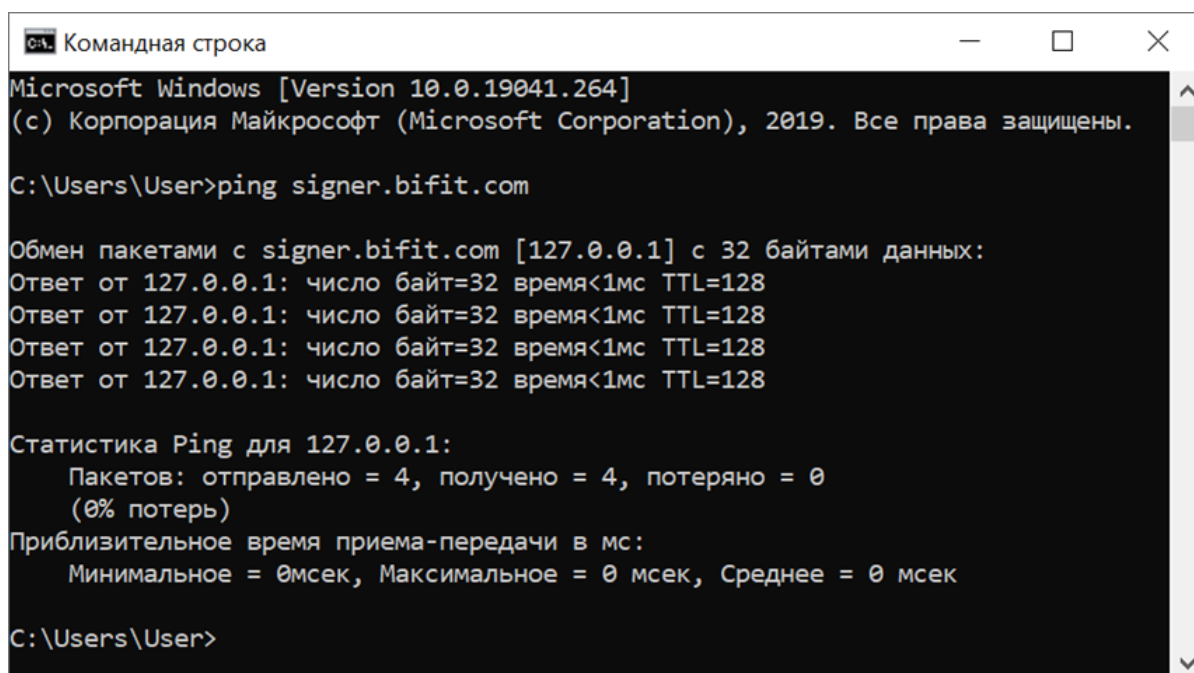 Командная строка
Microsoft Windows [Version 10.0.19041.264]
(c) Корпорация Майкрософт (Microsoft Corporation), 2019. Все права защищены.
C:\Users\User>ping signer.bifit.com
Обмен пакетами с signer.bifit.com [127.0.0.1] с 32 байтами данных:
Ответ от 127.0.0.1: число байт=32 время<1мс TTL=128
Ответ от 127.0.0.1: число байт=32 время<1мс TTL=128
Ответ от 127.0.0.1: число байт=32 время<1мс TTL=128
Ответ от 127.0.0.1: число байт=32 время<1мс TTL=128
Статистика Ping для 127.0.0.1:
Пакетов: отправлено = 4, получено = 4, потеряно = 0
(0% потерь)
Приблизительное время приема-передачи в мс:
Минимальное = 0мсек, Максимальное = 0 мсек, Среднее = 0 мсек
C:\Users\User>